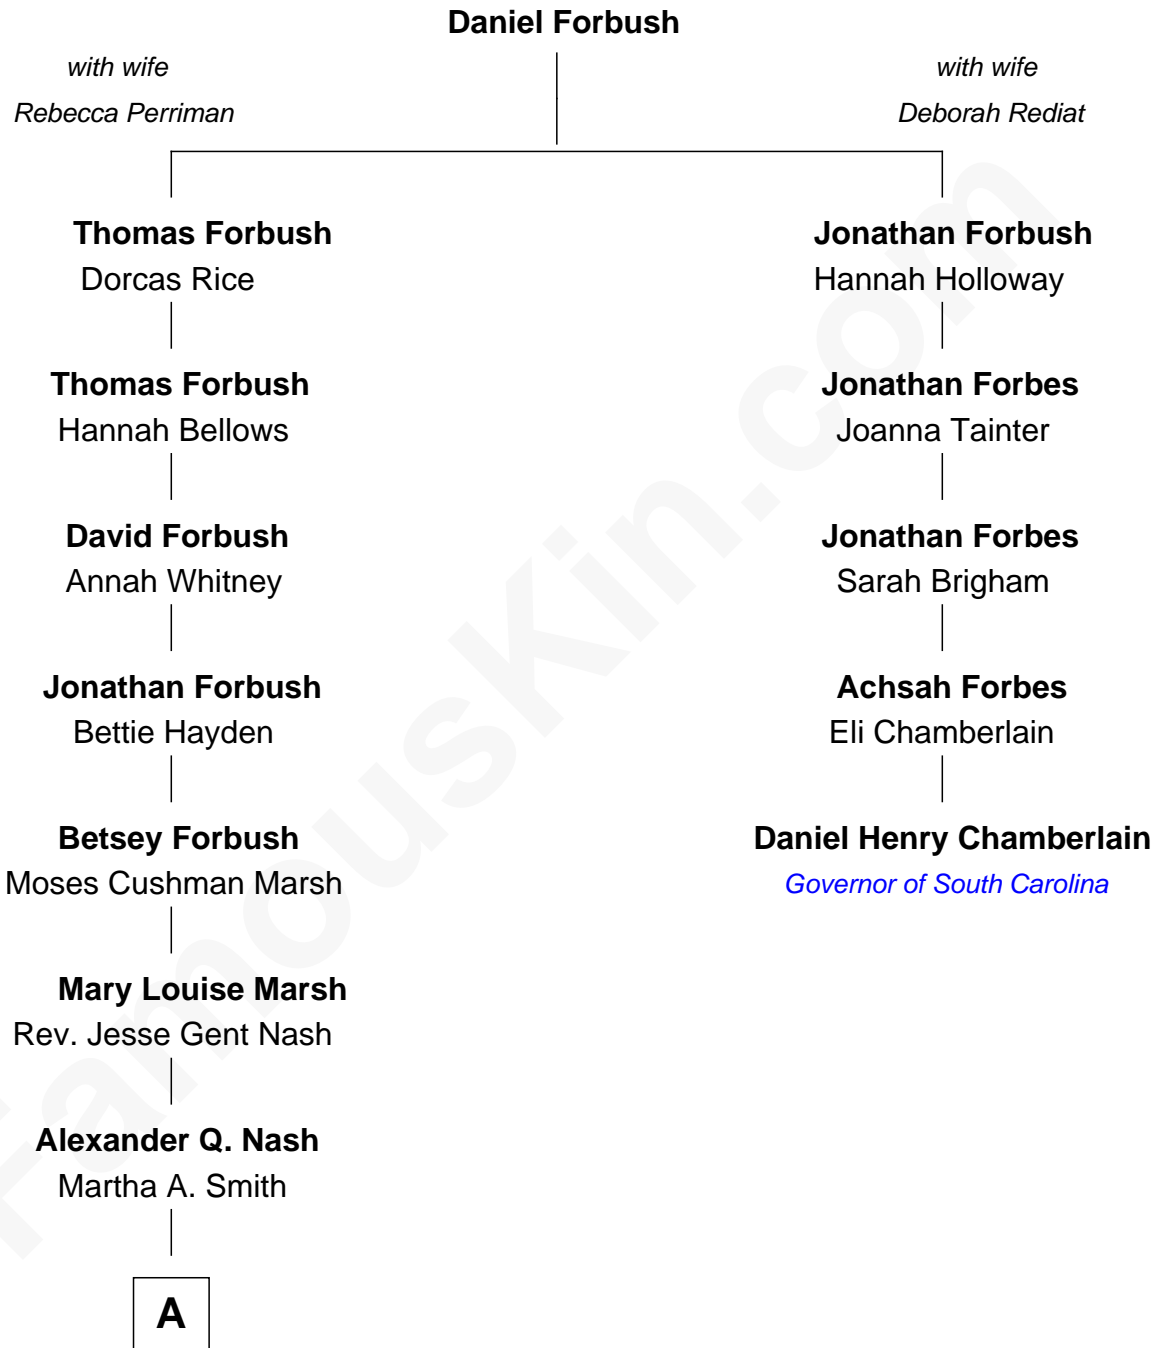 Daniel Forbush
with wife
Rebecca Perriman
with wife
Deborah Rediat
Thomas Forbush
Dorcas Rice
Jonathan Forbush
Hannah Holloway
Thomas Forbush
Hannah Bellows
Jonathan Forbes
Joanna Tainter
David Forbush
Annah Whitney
Jonathan Forbes
Sarah Brigham
Jonathan Forbush
Bettie Hayden
Achsah Forbes
Eli Chamberlain
Betsey Forbush
Moses Cushman Marsh
Daniel Henry Chamberlain
Governor of South Carolina
Mary Louise Marsh
Rev. Jesse Gent Nash
Alexander Q. Nash
Martha A. Smith
A
FamousKin.com